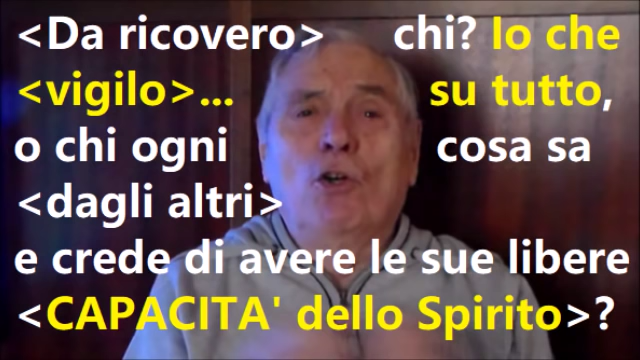 <Da ricovero> chi? Io che
<vigilo>... su tutto,
o chi ogni cosa sa
<dagli altri>
e crede di avere le sue libere
<CAPACITA' dello Spirito>?